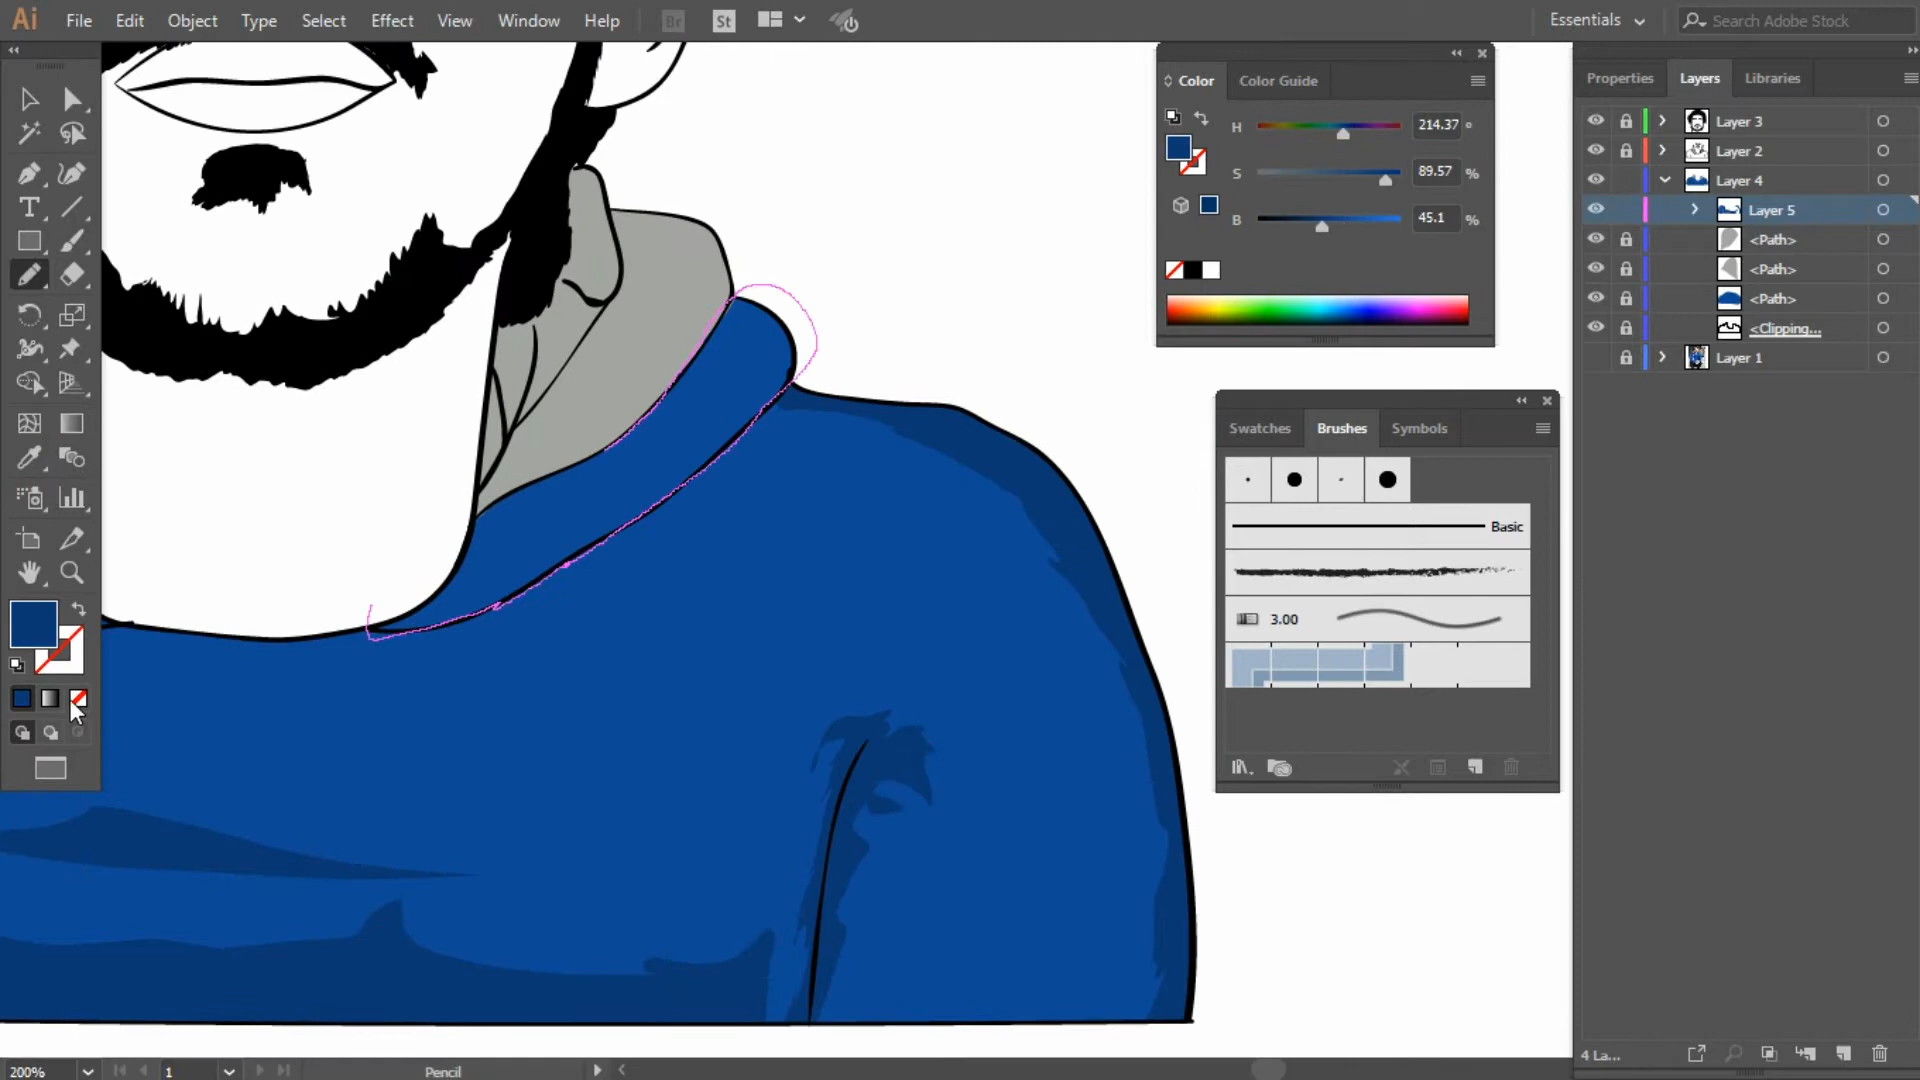 Ai File Edit Object Type Select Effect View Window Help Br St Essentials Search Adobe Stock
Color Color Guide
H 214.37 °
S 89.57 %
B 45.1 %
Properties Layers Libraries
Layer 3
Layer 2
Layer 4
Layer 5
<Path>
<Path>
<Path>
<Clipping...
Layer 1
Swatches Brushes Symbols
Basic
3.00
4 La...
200% 1 Pencil